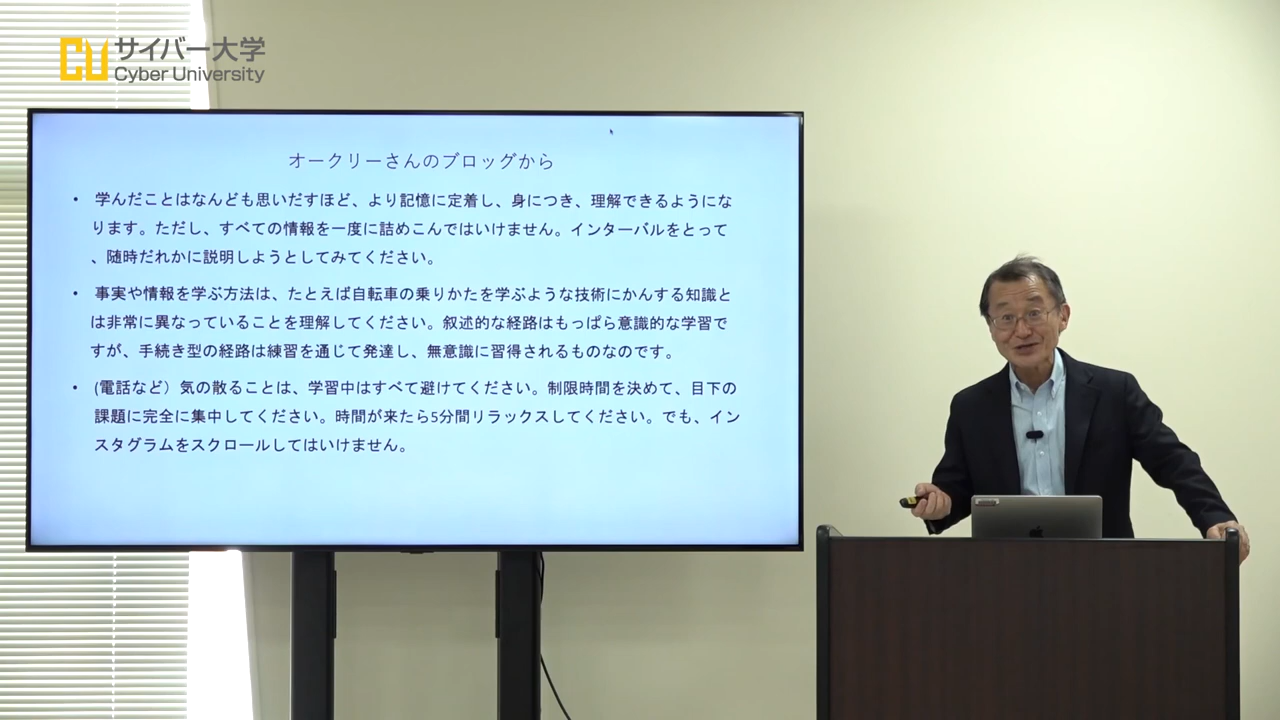 サイバー大学
Cyber University
オークリーさんのブロッグから
• 学んだことはなんども思いだすほど、より記憶に定着し、身につき、理解できるようにな
ります。ただし、すべての情報を一度に詰めこんではいけません。インターバルをとって
、随時だれかに説明しようとしてみてください。
• 事実や情報を学ぶ方法は、たとえば自転車の乗りかたを学ぶような技術にかんする知識と
は非常に異なっていることを理解してください。叙述的な経路はもっぱら意識的な学習で
すが、手続き型の経路は練習を通じて発達し、無意識に習得されるものなのです。
• (電話など）気の散ることは、学習中はすべて避けてください。制限時間を決めて、目下の
課題に完全に集中してください。時間が来たら5分間リラックスしてください。でも、イン
スタグラムをスクロールしてはいけません。